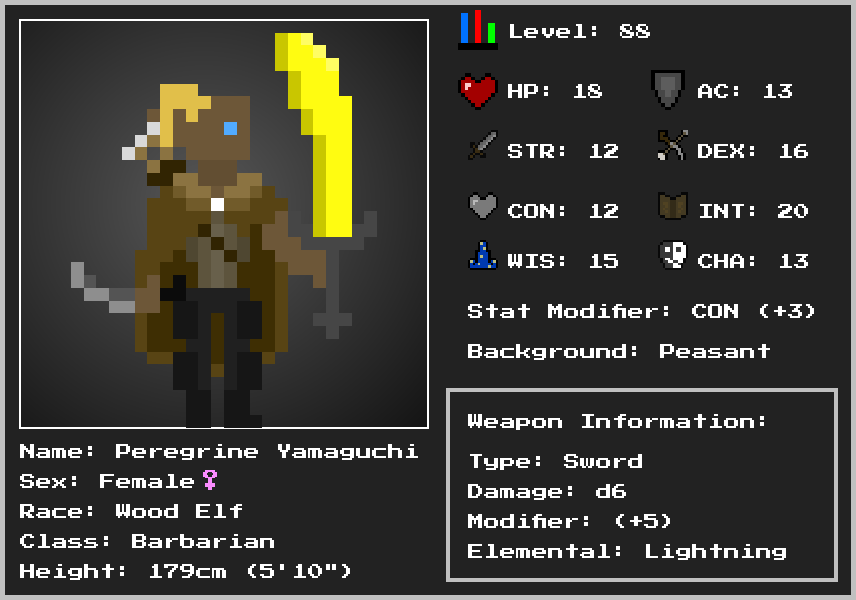 Level: 88
HP: 18
AC: 13
STR: 12
DEX: 16
CON: 12
INT: 20
WIS: 15
CHA: 13
Stat Modifier: CON (+3)
Background: Peasant
Weapon Information:
Type: Sword
Damage: d6
Modifier: (+5)
Elemental: Lightning
Name: Peregrine Yamaguchi
Sex: Female♀
Race: Wood Elf
Class: Barbarian
Height: 179cm (5'10")